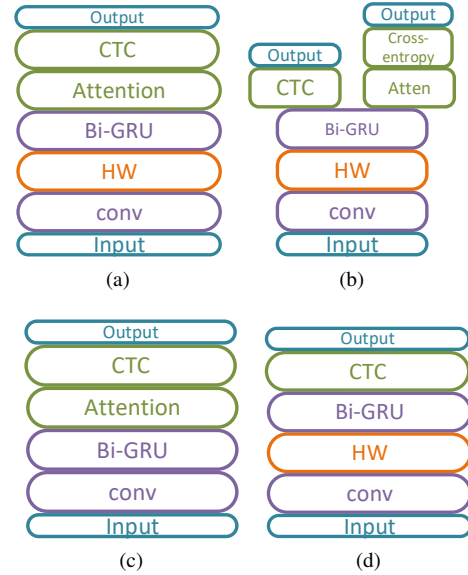 Output
CTC
Attention
Bi-GRU
HW
conv
Input
(a)
Output
Cross-
entropy
Atten
Output
CTC
Bi-GRU
HW
conv
Input
(b)
Output
CTC
Attention
Bi-GRU
conv
Input
(c)
Output
CTC
Bi-GRU
HW
conv
Input
(d)